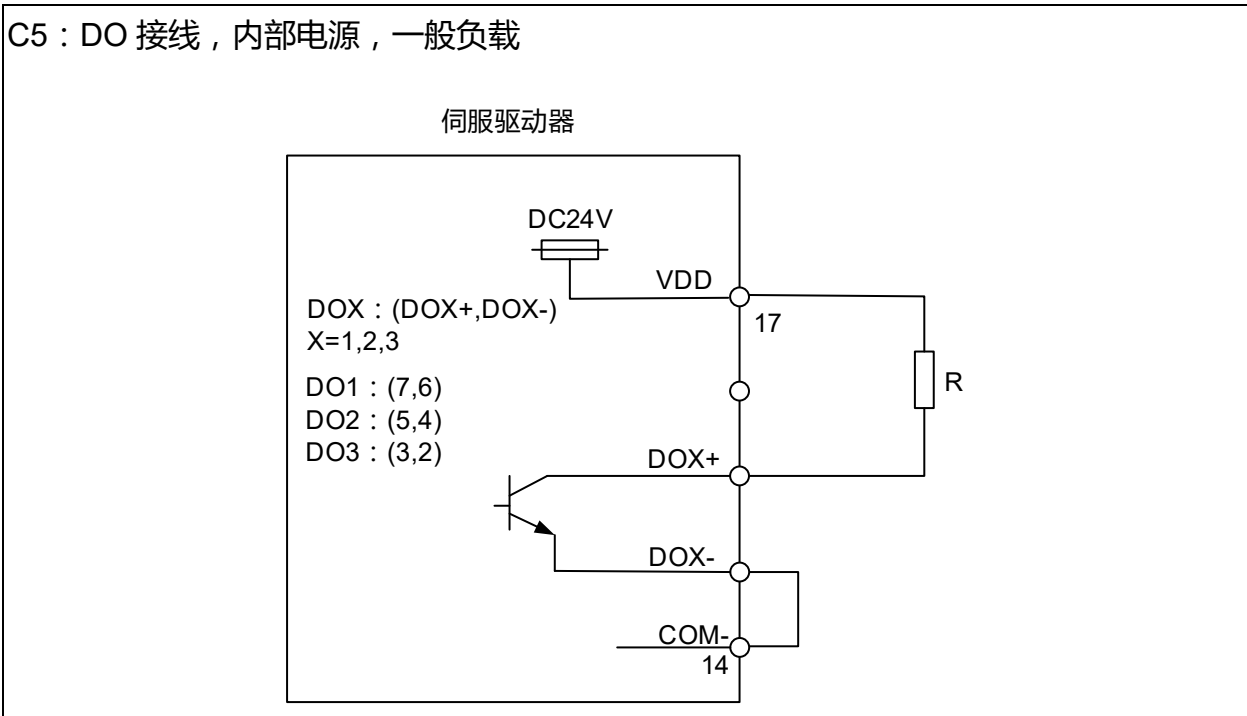 C5：DO 接线，内部电源，一般负载
伺服驱动器
DC24V
VDD
17
DOX：(DOX+,DOX-)
X=1,2,3
DO1：(7,6)
DO2：(5,4)
DO3：(3,2)
R
DOX+
DOX-
COM-
14